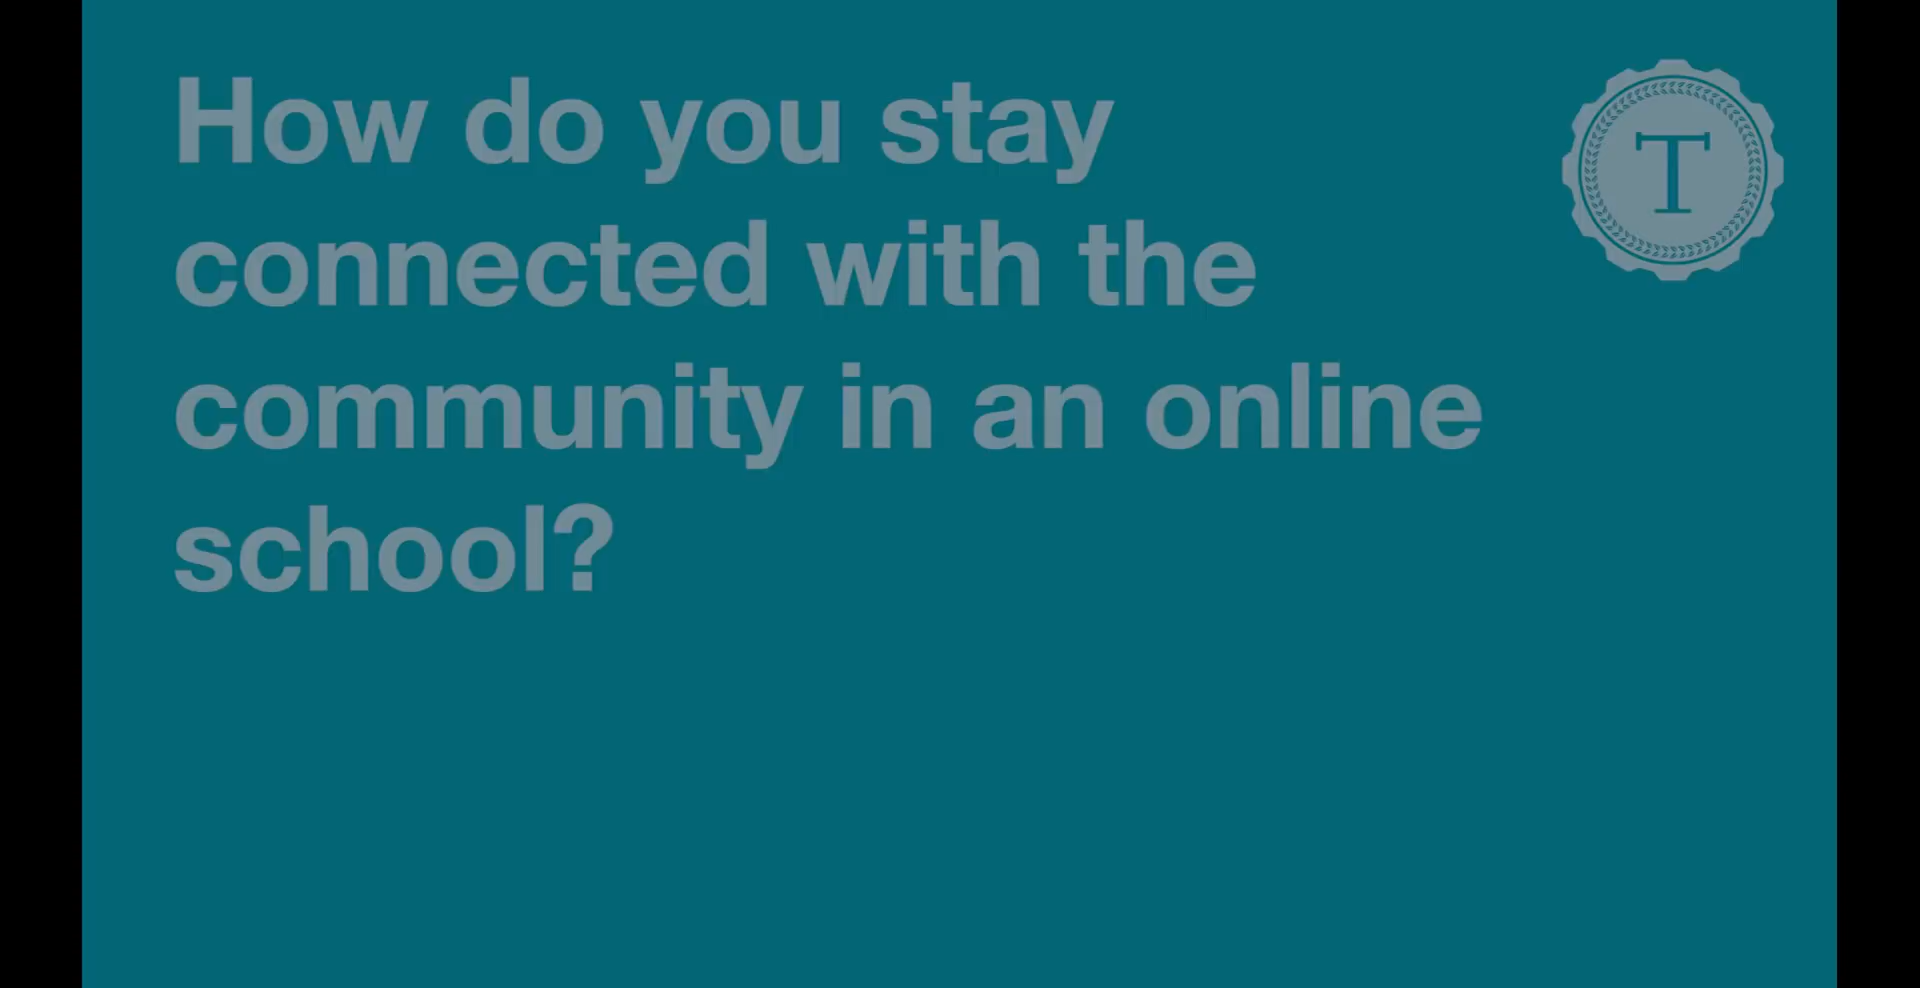 How do you stay
connected with the
community in an online
school?
T